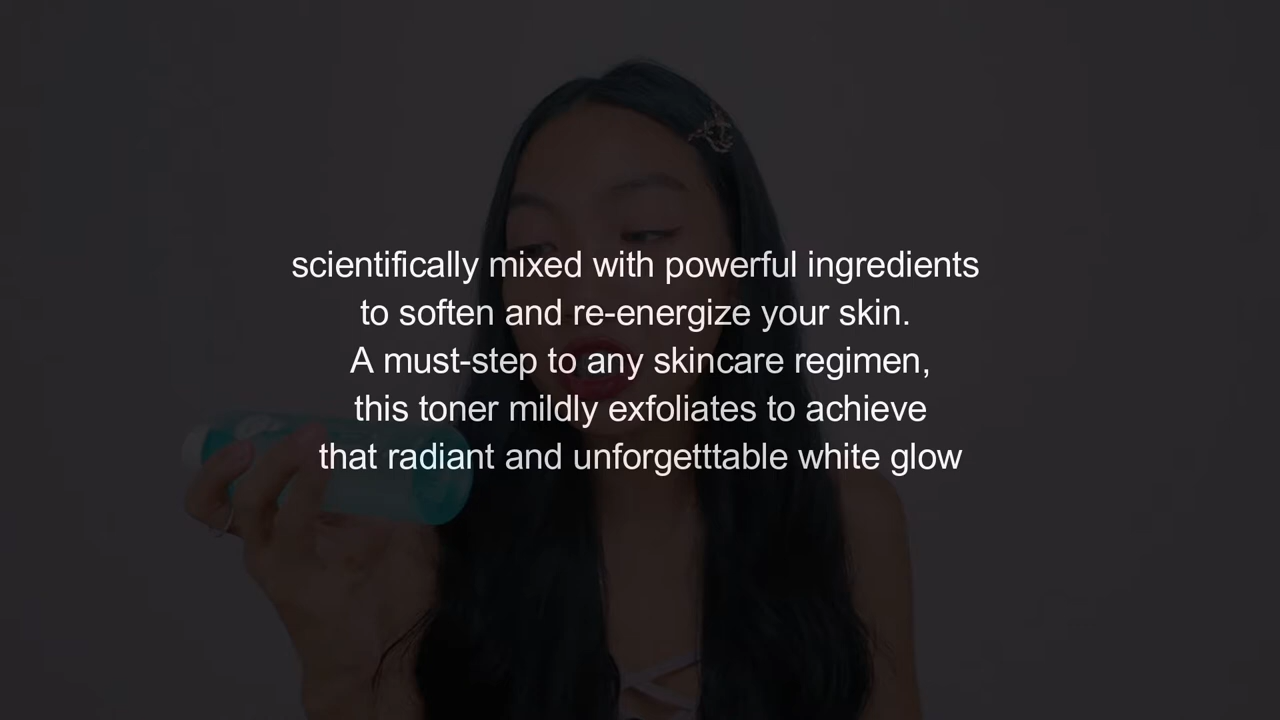 scientifically mixed with powerful ingredients
to soften and re-energize your skin.
A must-step to any skincare regimen,
this toner mildly exfoliates to achieve
that radiant and unforgetttable white glow